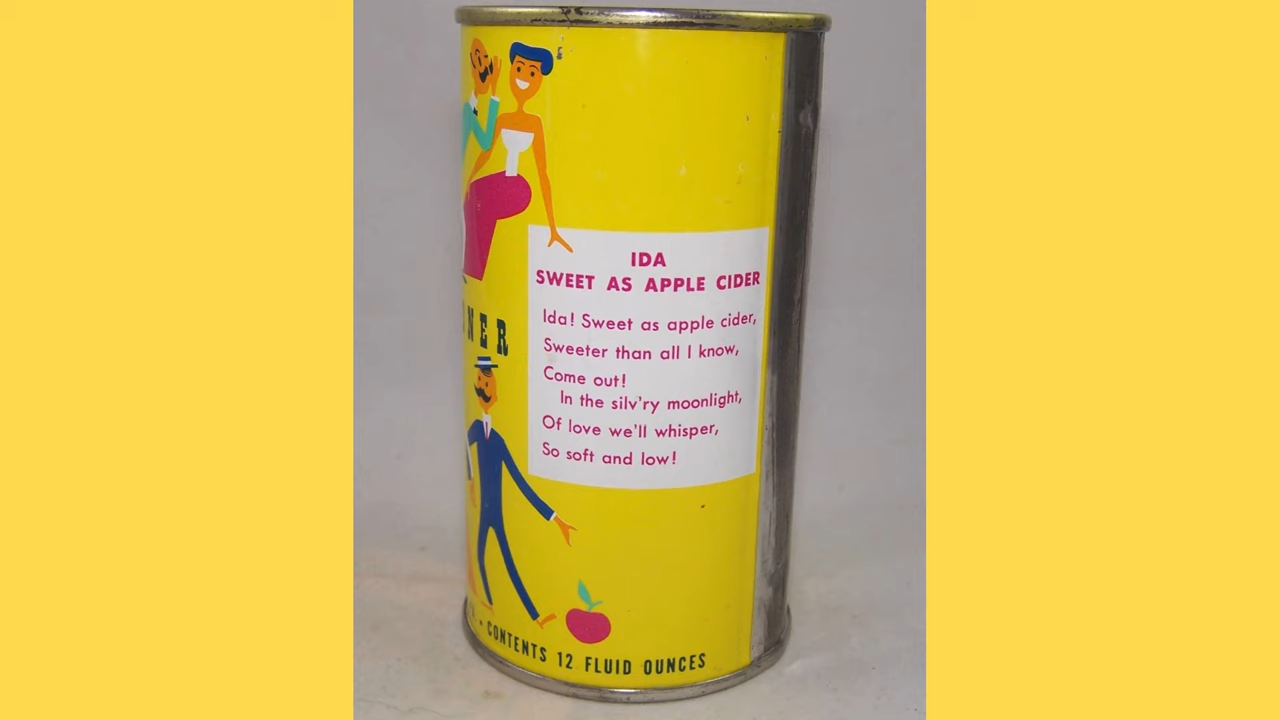 IDA
SWEET AS APPLE CIDER
Ida! Sweet as apple cider,
Sweeter than all I know,
Come out!
In the silv'ry moonlight,
Of love we'll whisper,
So soft and low!
NER
• CONTENTS 12 FLUID OUNCES